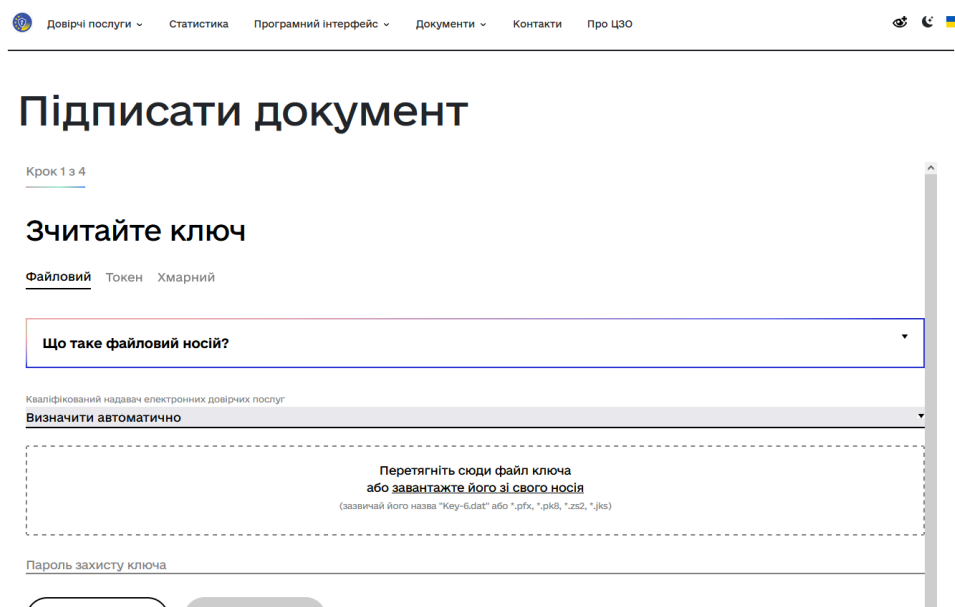 Довірчі послуги Статистика Програмний інтерфейс Документи Контакти Про ЦЗО
Підписати документ
Крок 1 з 4
Зчитайте ключ
Файловий Токен Хмарний
Що таке файловий носій?
Кваліфікований надавач електронних довірчих послуг
Визначити автоматично
Перетягніть сюди файл ключа
або завантажте його зі свого носія
(зазвичай його назва "Key-6.dat" або *.pfx, *.pk8, *.zs2, *.jks)
Пароль захисту ключа